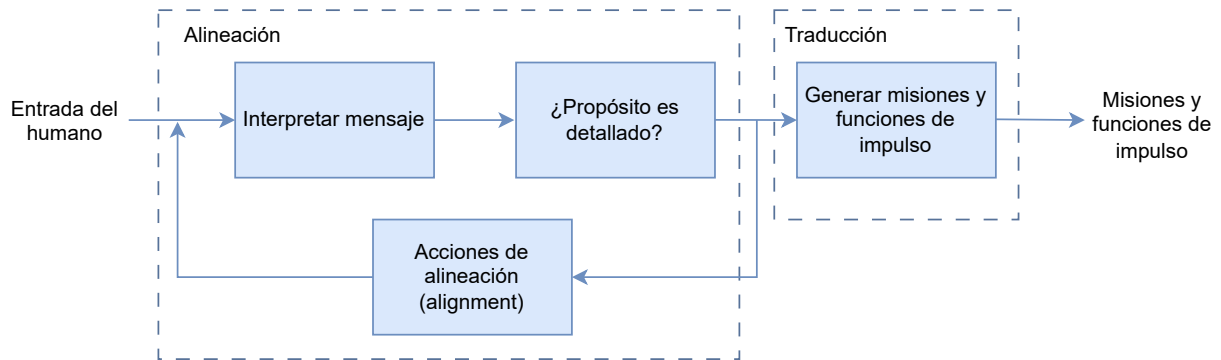 Alineación
Traducción
Entrada del
humano
Interpretar mensaje
¿Propósito es
detallado?
Generar misiones y
funciones de
impulso
Misiones y
funciones de
impulso
Acciones de
alineación
(alignment)